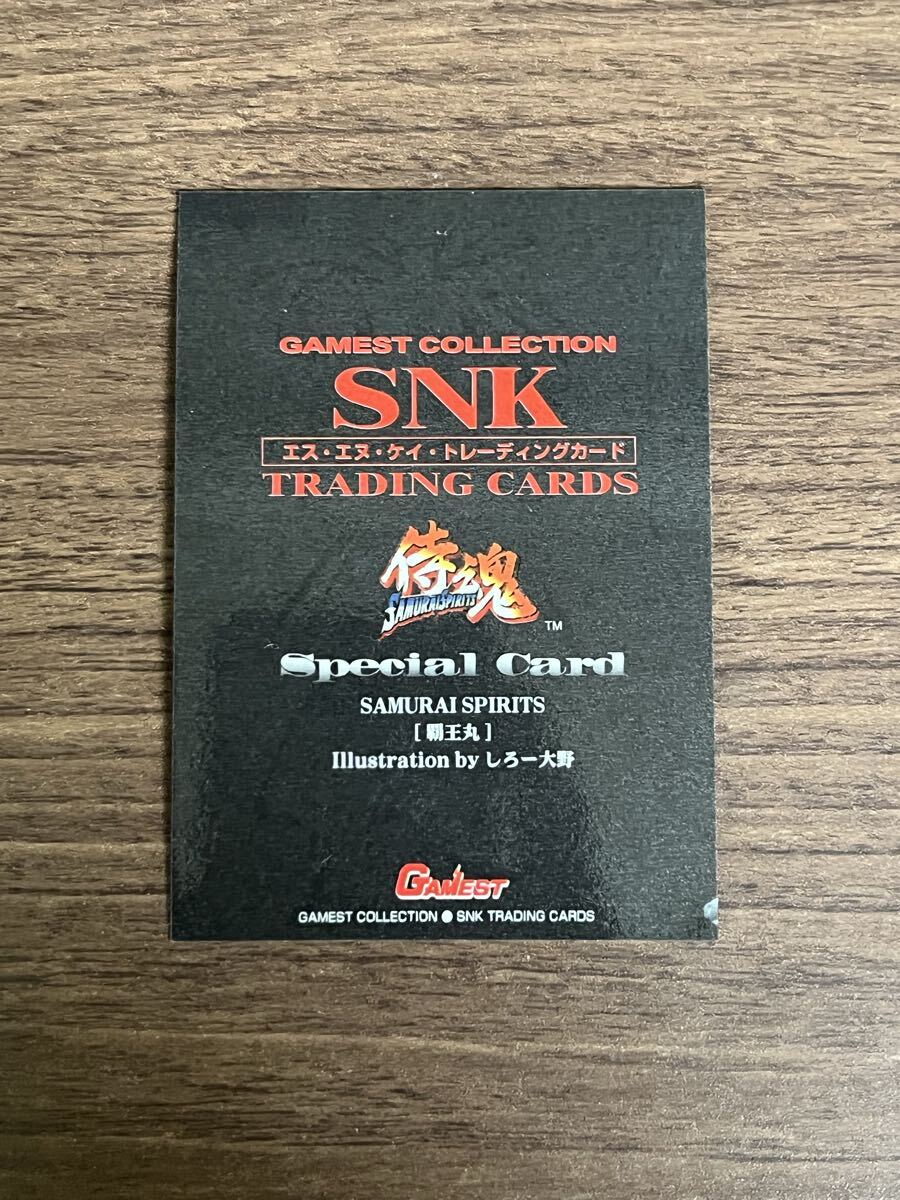 GAMEST COLLECTION
SNK
エス・エヌ・ケイ・トレーディングカード
TRADING CARDS
侍魂
SAMURAI SPIRITS
TM
Special Card
SAMURAI SPIRITS
[ 覇王丸 ]
Illustration by しろー大野
GAMEST
GAMEST COLLECTION ● SNK TRADING CARDS